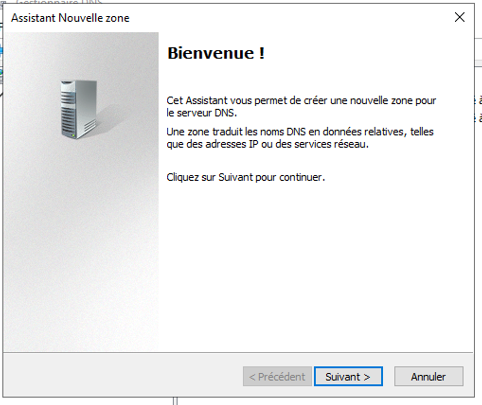 Gestionnaire DNS
Assistant Nouvelle zone
Bienvenue !
Cet Assistant vous permet de créer une nouvelle zone pour
le serveur DNS.
Une zone traduit les noms DNS en données relatives, telles
que des adresses IP ou des services réseau.
Cliquez sur Suivant pour continuer.
< Précédent Suivant > Annuler